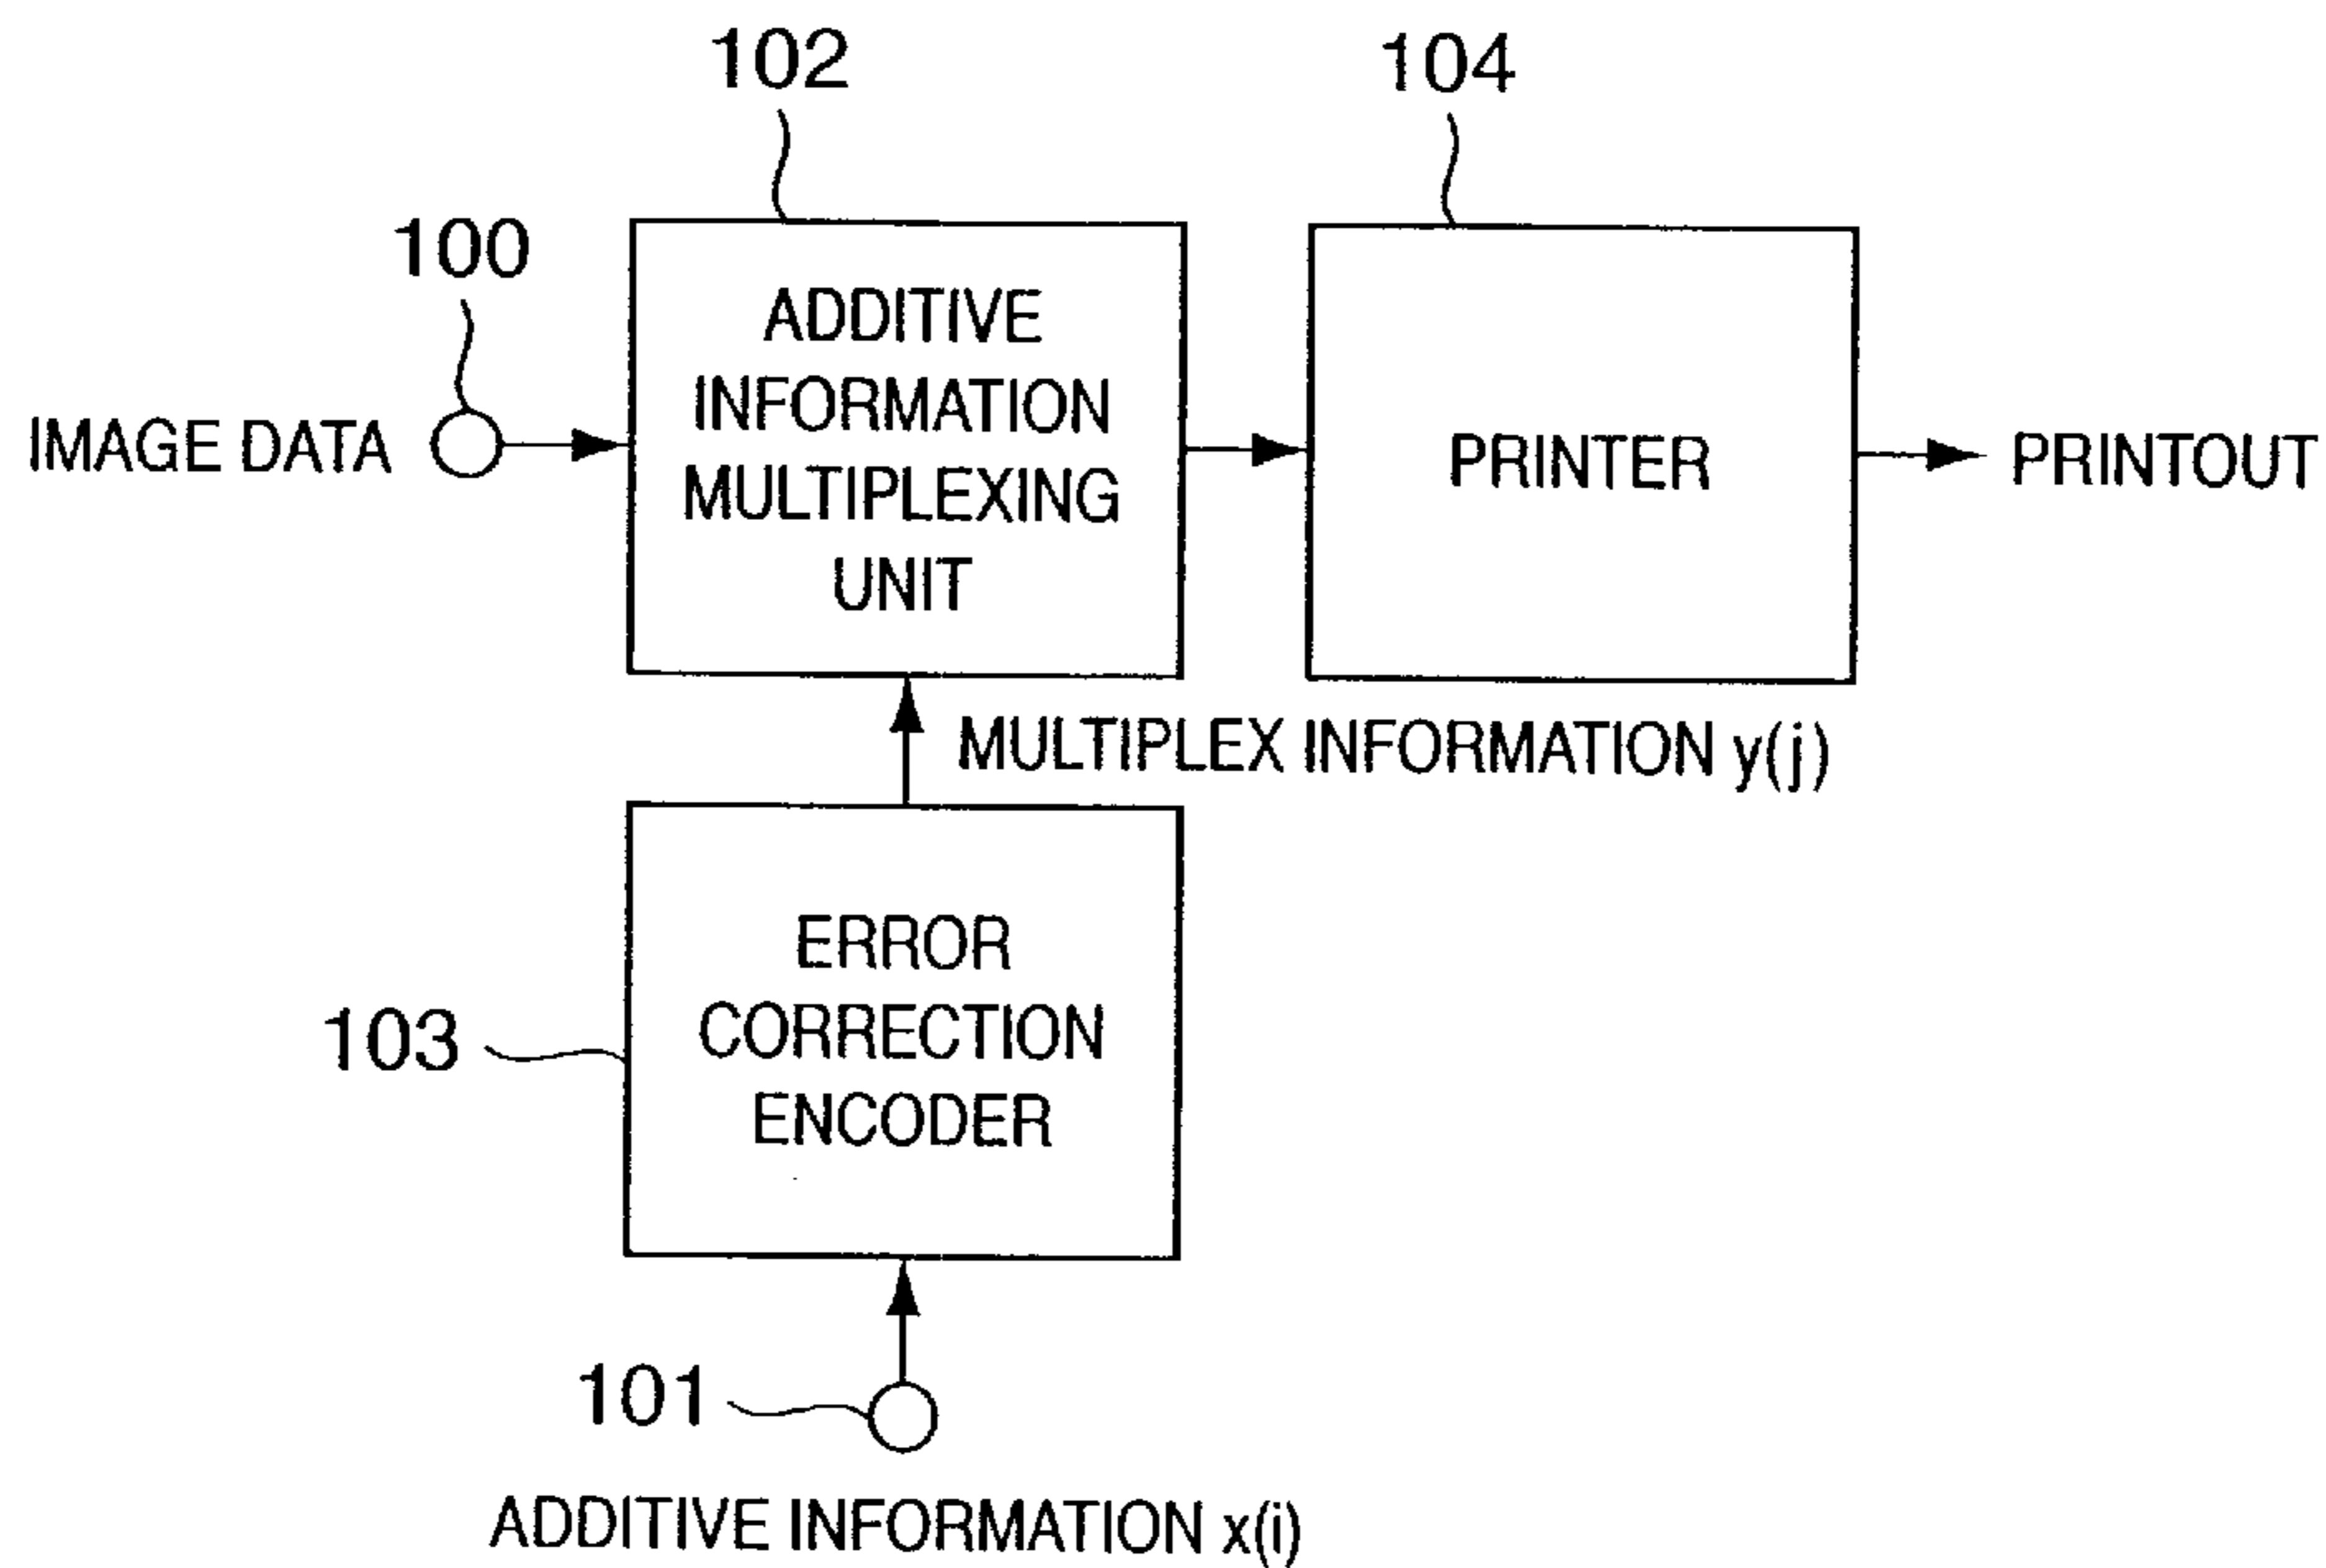 102
104
100
ADDITIVE
INFORMATION
MULTIPLEXING
UNIT
IMAGE DATA
PRINTER
PRINTOUT
MULTIPLEX INFORMATION y(j)
103
ERROR
CORRECTION
ENCODER
101
ADDITIVE INFORMATION x(i)